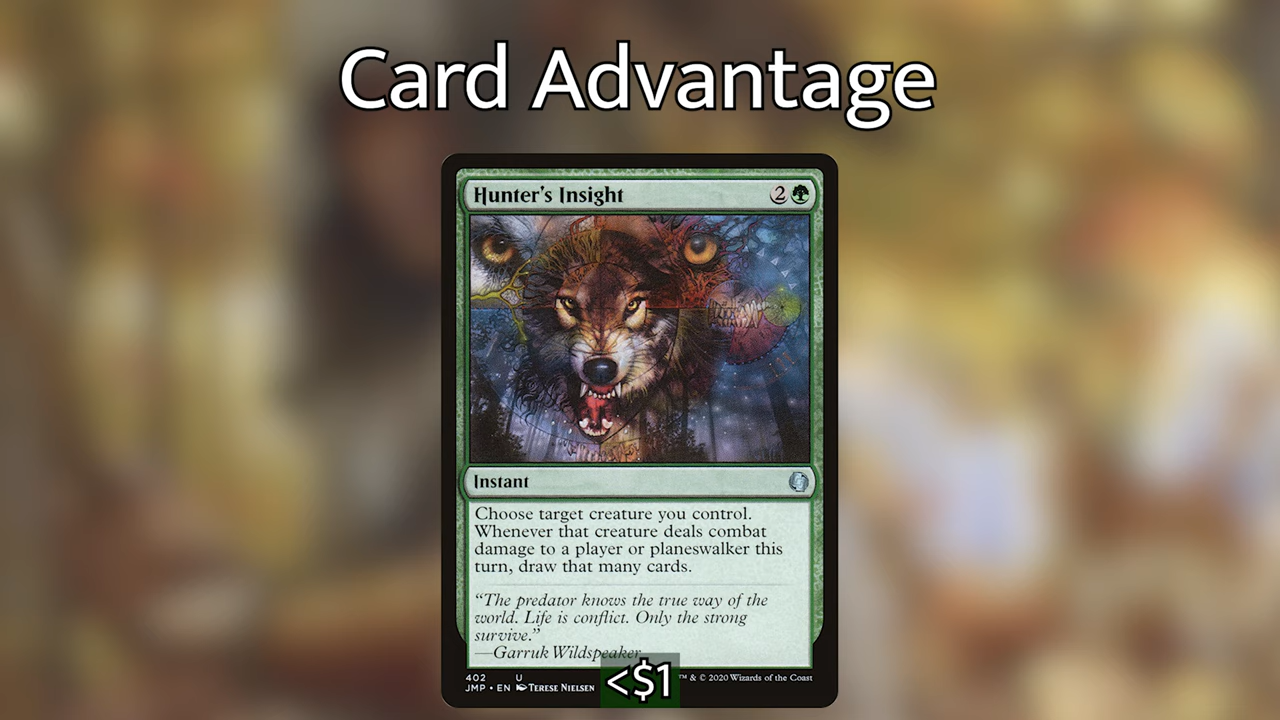 Card Advantage
Hunter's Insight 2
Instant
Choose target creature you control.
Whenever that creature deals combat
damage to a player or planeswalker this
turn, draw that many cards.
“The predator knows the true way of the
world. Life is conflict. Only the strong
survive.”
—Garruk Wildspeaker
402 U
JMP • EN TERESE NIELSEN
<$1
™ & © 2020 Wizards of the Coast